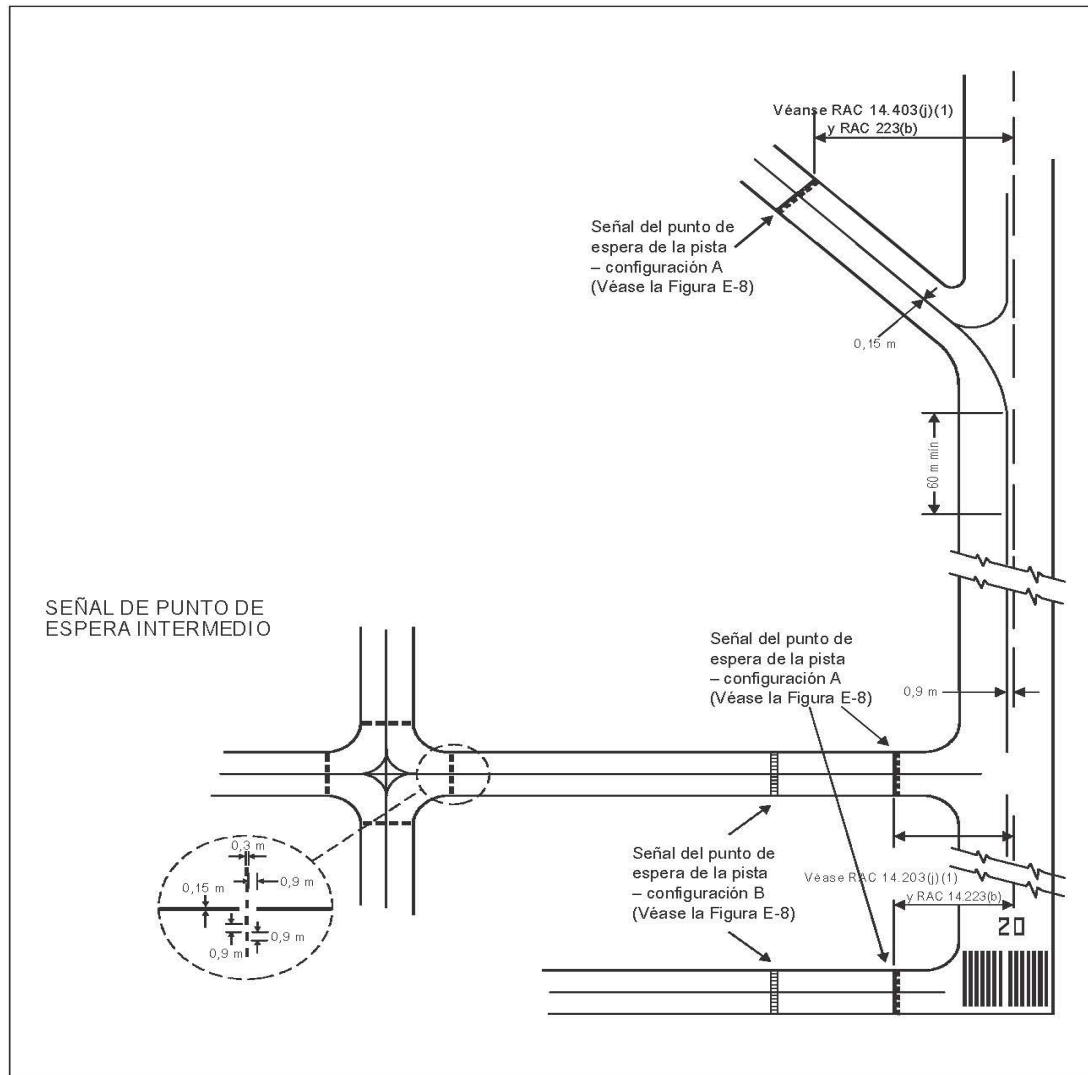 Véanse RAC 14.403(j)(1)
y RAC 223(b)
Señal del punto de
espera de la pista
– configuración A
(Véase la Figura E-8)
0,15 m
60 m mín
SEÑAL DE PUNTO DE
ESPERA INTERMEDIO
Señal del punto de
espera de la pista
– configuración A
(Véase la Figura E-8)
0,9 m
0,3 m
0,15 m
0,9 m
0,9 m
0,9 m
Señal del punto de
espera de la pista
– configuración B
(Véase la Figura E-8)
Véase RAC 14.203(j)(1)
y RAC 14.223(b)
20